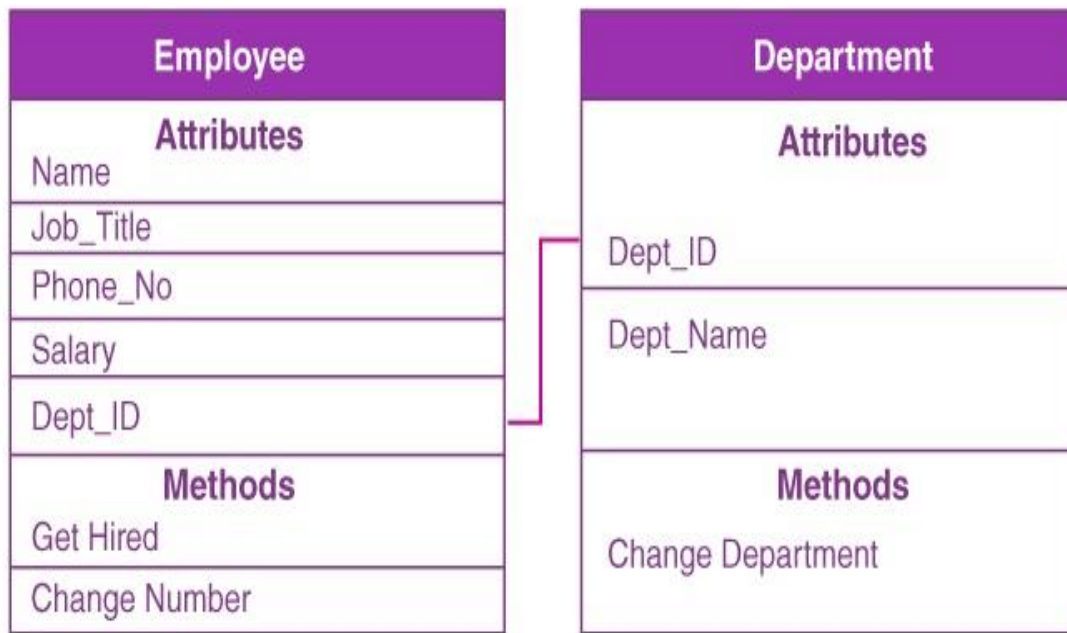 Employee
Attributes
Name
Job_Title
Phone_No
Salary
Dept_ID
Methods
Get Hired
Change Number
Department
Attributes
Dept_ID
Dept_Name
Methods
Change Department